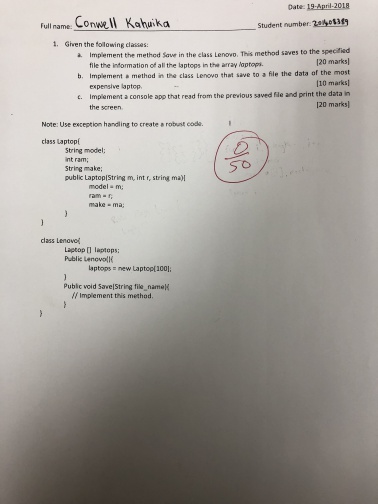 Date: 19-April-2018
Full name: Conwell Kahuika Student number: 201408389
1. Given the following classes:
a. Implement the method Save in the class Lenovo. This method saves to the specified
file the information of all the laptops in the array laptops. [20 marks]
b. Implement a method in the class Lenovo that save to a file the data of the most
expensive laptop. [10 marks]
c. Implement a console app that read from the previous saved file and print the data in
the screen. [20 marks]
Note: Use exception handling to create a robust code.
0
50
class Laptop{
String model;
int ram;
String make;
public Laptop(String m, int r, string ma){
model = m;
ram = r;
make = ma;
}
}
class Lenovo{
Laptop [] laptops;
Public Lenovo(){
laptops = new Laptop[100];
}
Public void Save(String file_name){
// Implement this method.
}
}